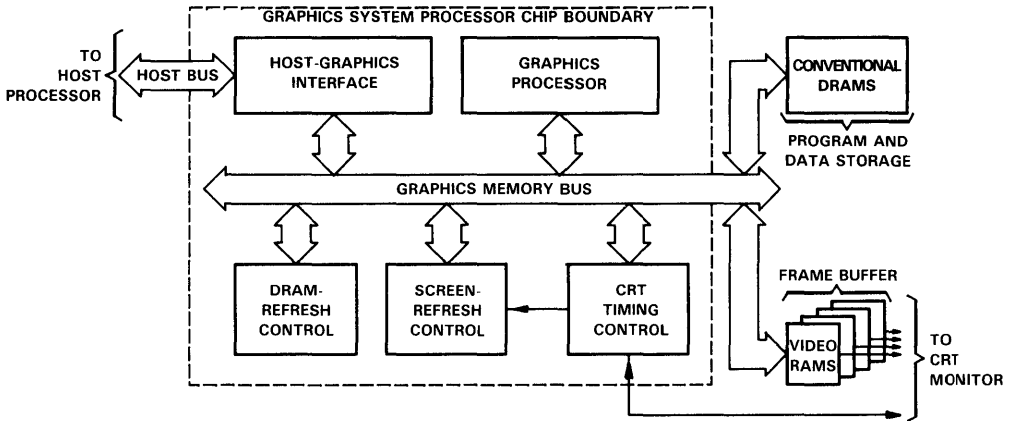 GRAPHICS SYSTEM PROCESSOR CHIP BOUNDARY
TO
HOST
PROCESSOR
HOST BUS
HOST-GRAPHICS
INTERFACE
GRAPHICS
PROCESSOR
CONVENTIONAL
DRAMS
PROGRAM AND
DATA STORAGE
GRAPHICS MEMORY BUS
DRAM-
REFRESH
CONTROL
SCREEN-
REFRESH
CONTROL
CRT
TIMING
CONTROL
FRAME BUFFER
VIDEO
RAMS
TO
CRT
MONITOR